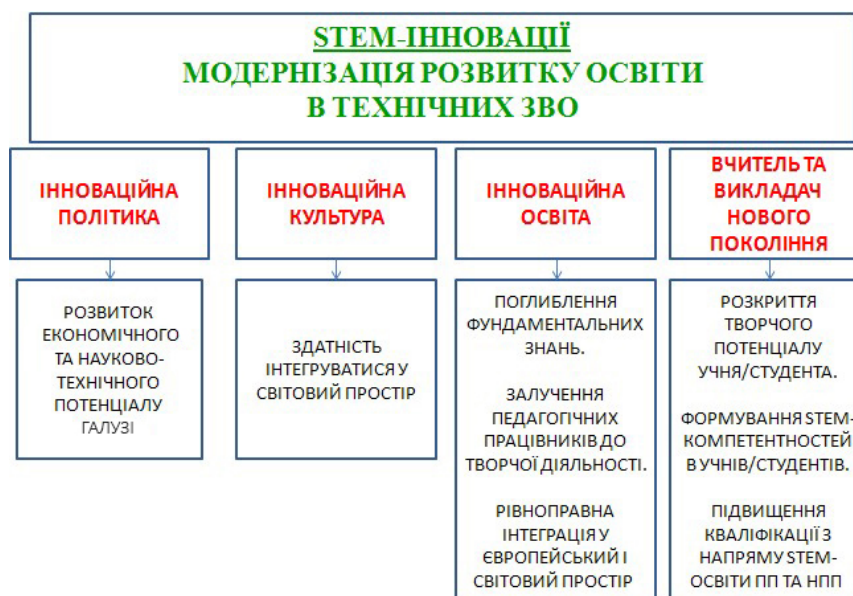 STEM-ІННОВАЦІЇ
МОДЕРНІЗАЦІЯ РОЗВИТКУ ОСВІТИ
В ТЕХНІЧНИХ ЗВО
ІННОВАЦІЙНА
ПОЛІТИКА
РОЗВИТОК
ЕКОНОМІЧНОГО
ТА НАУКОВО-
ТЕХНІЧНОГО
ПОТЕНЦІАЛУ
ГАЛУЗІ
ІННОВАЦІЙНА
КУЛЬТУРА
ЗДАТНІСТЬ
ІНТЕГРУВАТИСЯ У
СВІТОВИЙ ПРОСТІР
ІННОВАЦІЙНА
ОСВІТА
ПОГЛИБЛЕННЯ
ФУНДАМЕНТАЛЬНИХ
ЗНАНЬ.
ЗАЛУЧЕННЯ
ПЕДАГОГІЧНИХ
ПРАЦІВНИКІВ ДО
ТВОРЧОЇ ДІЯЛЬНОСТІ.
РІВНОПРАВНА
ІНТЕГРАЦІЯ У
ЄВРОПЕЙСЬКИЙ І
СВІТОВИЙ ПРОСТІР
ВЧИТЕЛЬ ТА
ВИКЛАДАЧ
НОВОГО
ПОКОЛІННЯ
РОЗКРИТТЯ
ТВОРЧОГО
ПОТЕНЦІАЛУ
УЧНЯ/СТУДЕНТА.
ФОРМУВАННЯ STEM-
КОМПЕТЕНТНОСТЕЙ
В УЧНІВ/СТУДЕНТІВ.
ПІДВИЩЕННЯ
КВАЛІФІКАЦІЇ З
НАПРЯМУ STEM-
ОСВІТИ ПП ТА НПП